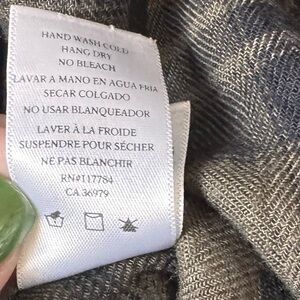 HAND WASH COLD
HANG DRY
NO BLEACH
LAVAR A MANO EN AGUA FRIA
SECAR COLGADO
NO USAR BLANQUEADOR
LAVER À LA FROIDE
SUSPENDRE POUR SÉCHER
NE PAS BLANCHIR
RN#117784
CA 36979